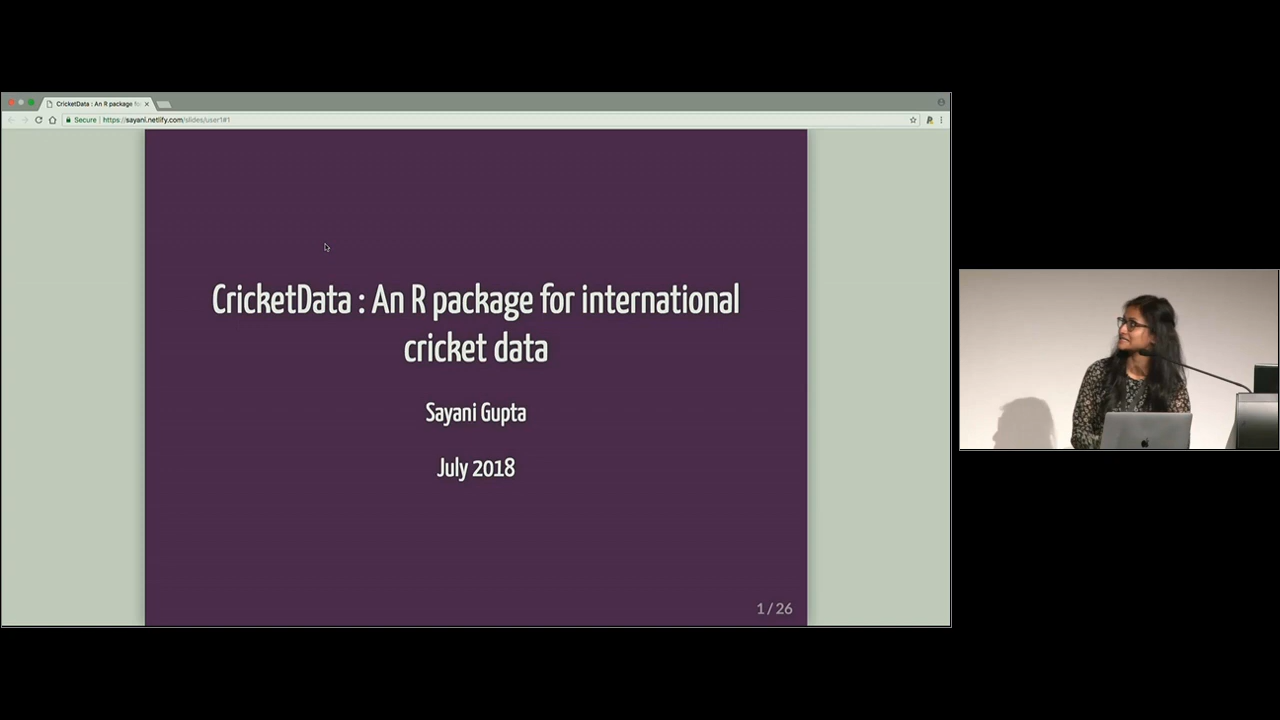 CricketData : An R package fo
Secure
https://sayani.netlify.com/slides/user1#1
CricketData : An R package for international
cricket data
Sayani Gupta
July 2018
1 / 26